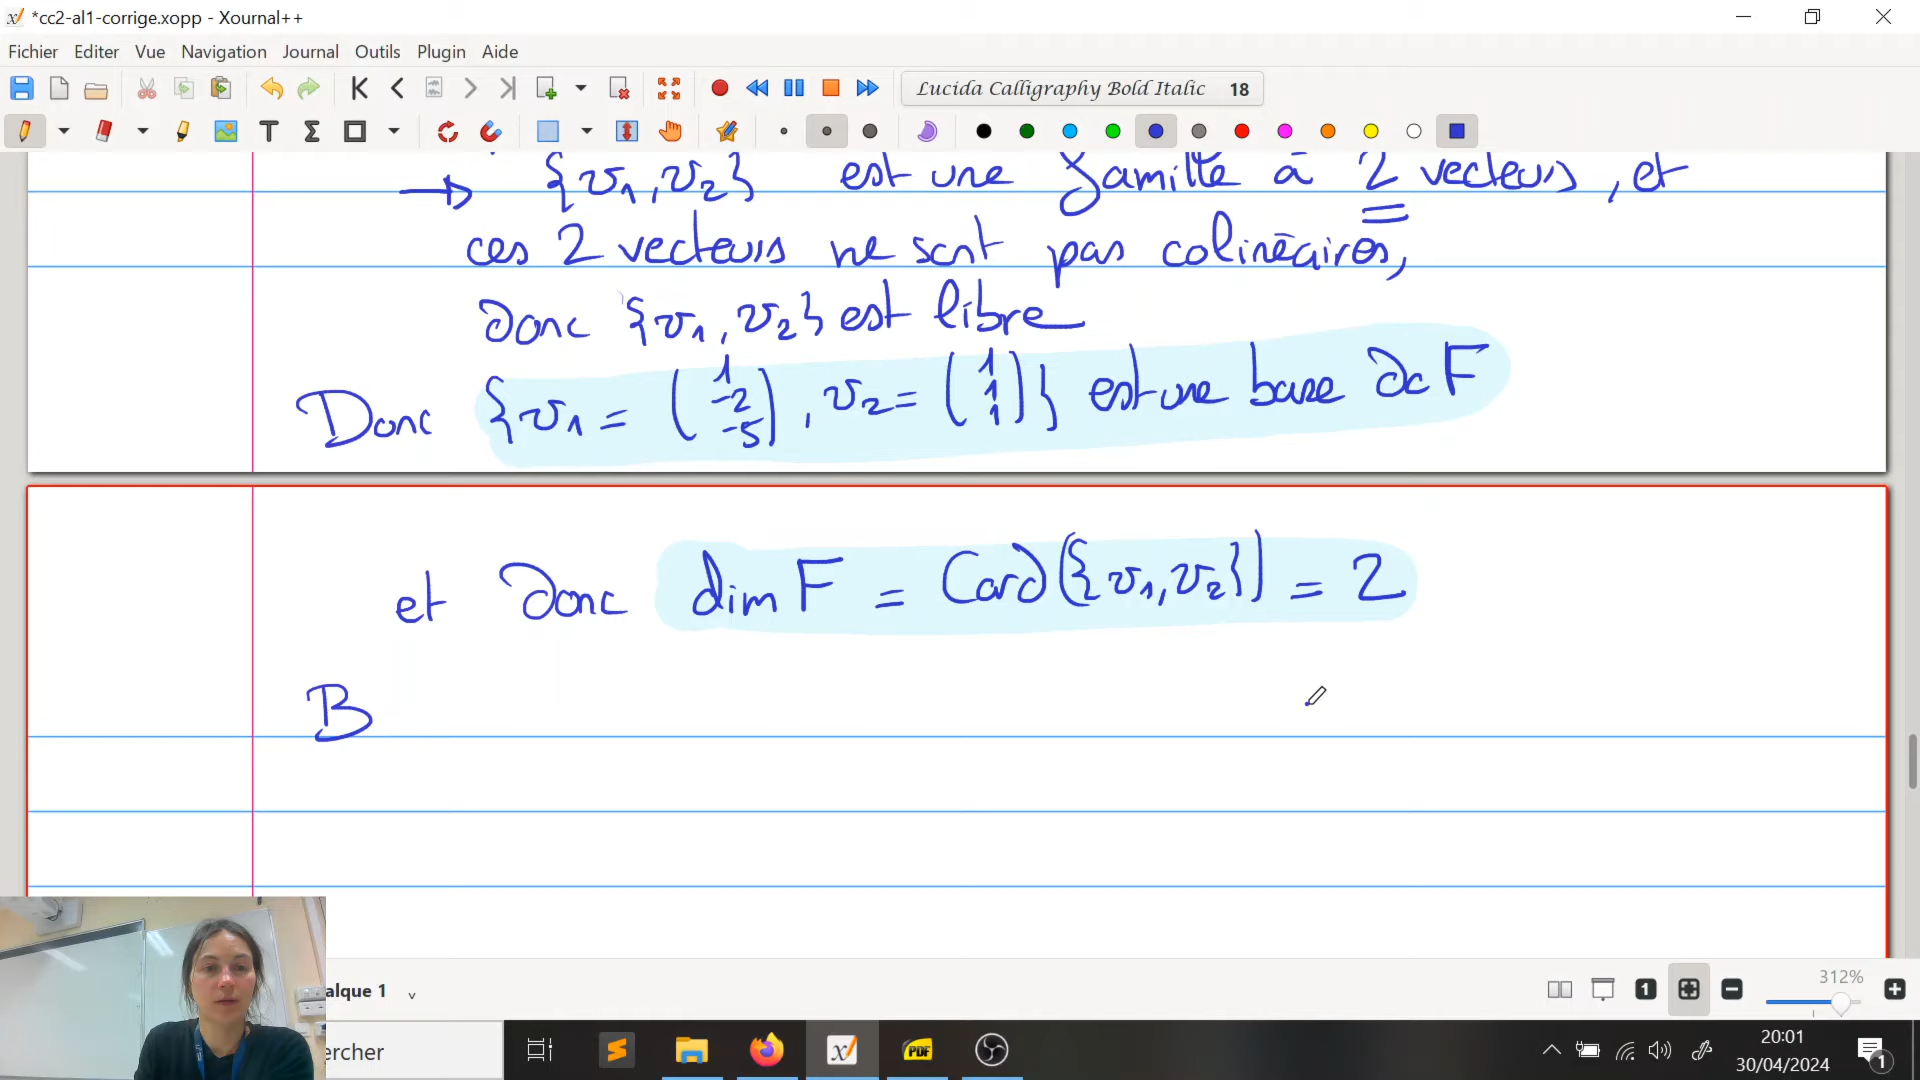 *cc2-al1-corrige.xopp - Xournal++
Fichier Editer Vue Navigation Journal Outils Plugin Aide
Lucida Calligraphy Bold Italic 18
→ {v1, v2} est une famille à 2 vecteurs, et
ces 2 vecteurs ne sont pas colinéaires,
donc {v1, v2} est libre
Donc {v1 = (1 -2 -5), v2 = (1 1 1)} est une base de F
et donc dim F = Card({v1, v2}) = 2
B
alque 1
312%
ercher
20:01
30/04/2024
1